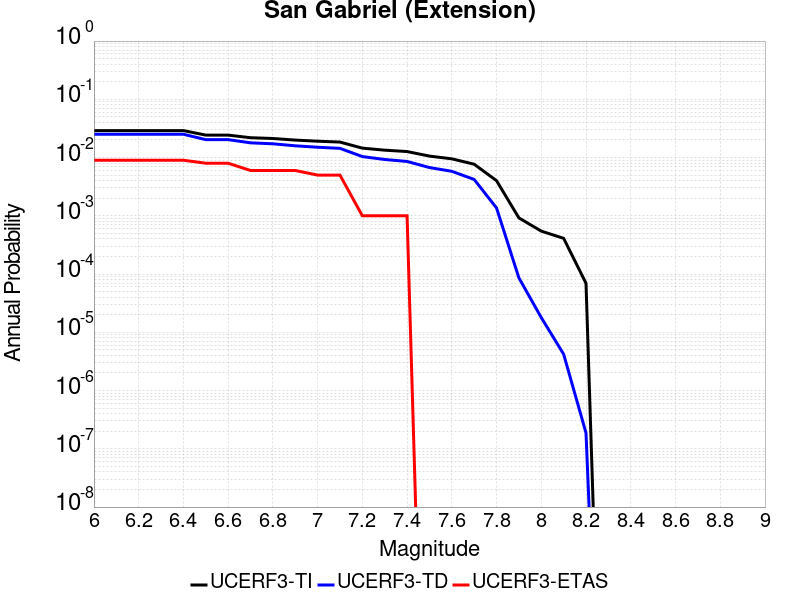 San Gabriel (Extension)
10^0
10^-1
10^-2
10^-3
10^-4
10^-5
10^-6
10^-7
10^-8
Annual Probability
6 6.2 6.4 6.6 6.8 7 7.2 7.4 7.6 7.8 8 8.2 8.4 8.6 8.8 9
Magnitude
UCERF3-TI UCERF3-TD UCERF3-ETAS